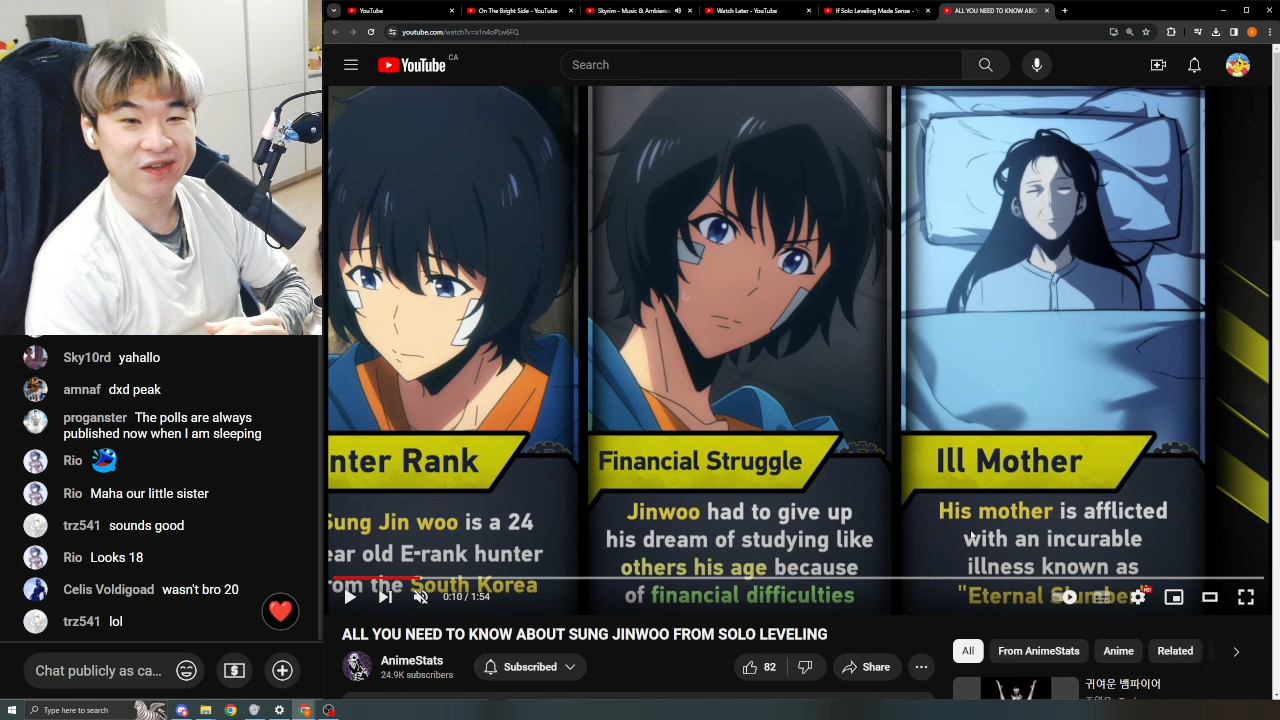 YouTube
On The Bright Side - YouTube
Skyrim - Music & Ambience
Watch Later - YouTube
If Solo Leveling Made Sense - Y
ALL YOU NEED TO KNOW ABO
youtube.com/watch?v=x1n4oPLw6FQ
YouTube CA
Search
nter Rank
Sung Jin woo is a 24
ear old E-rank hunter
rom the South Korea
Financial Struggle
Jinwoo had to give up
his dream of studying like
others his age because
of financial difficulties
Ill Mother
His mother is afflicted
with an incurable
illness known as
"Eternal Slumber"
0:10 / 1:54
HD
ALL YOU NEED TO KNOW ABOUT SUNG JINWOO FROM SOLO LEVELING
AnimeStats
24.9K subscribers
Subscribed
82
Share
All
From AnimeStats
Anime
Related
귀여운 뱀파이어
Sky10rd yahallo
amnaf dxd peak
proganster The polls are always
published now when I am sleeping
Rio
Rio Maha our little sister
trz541 sounds good
Rio Looks 18
Celis Voldigoad wasn't bro 20
trz541 lol
Chat publicly as ca...
Type here to search